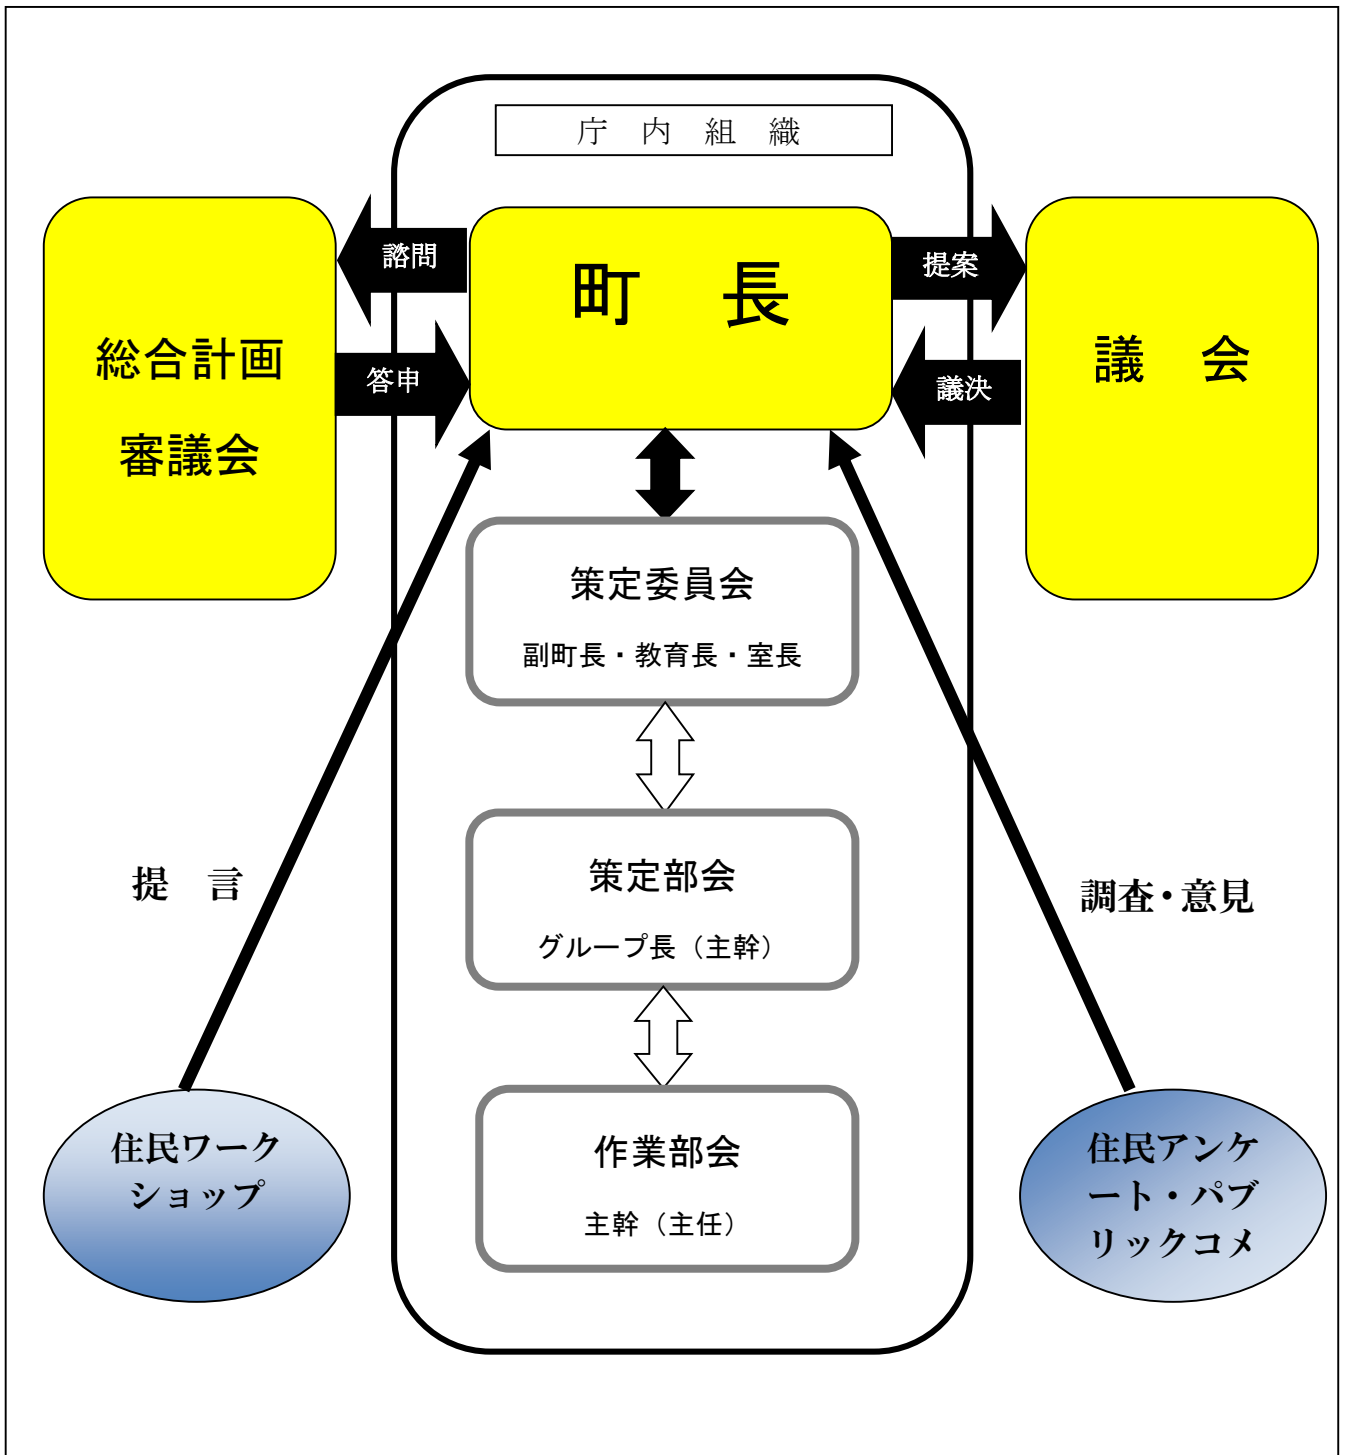 庁内組織
諮問
町長
提案
総合計画
審議会
答申
議会
議決
策定委員会
副町長・教育長・室長
策定部会
グループ長（主幹）
提言
調査・意見
作業部会
主幹（主任）
住民ワーク
ショップ
住民アンケ
ート・パブ
リックコメ